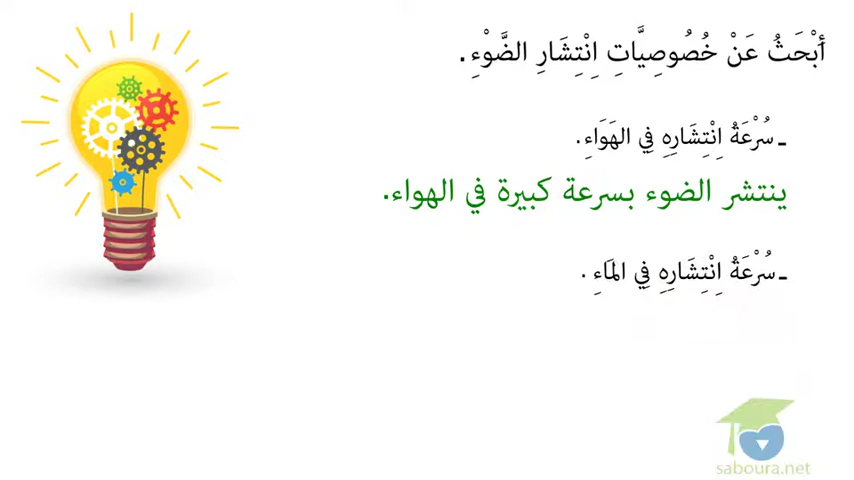 أَبْحَثُ عَنْ خُصُوصِيَّاتِ اِنْتِشَارِ الضَّوْءِ.
ـ سُرْعَةُ اِنْتِشَارِهِ فِي الهَوَاءِ.
ينتشر الضوء بسرعة كبيرة في الهواء.
ـ سُرْعَةُ اِنْتِشَارِهِ فِي المَاءِ.
saboura.net